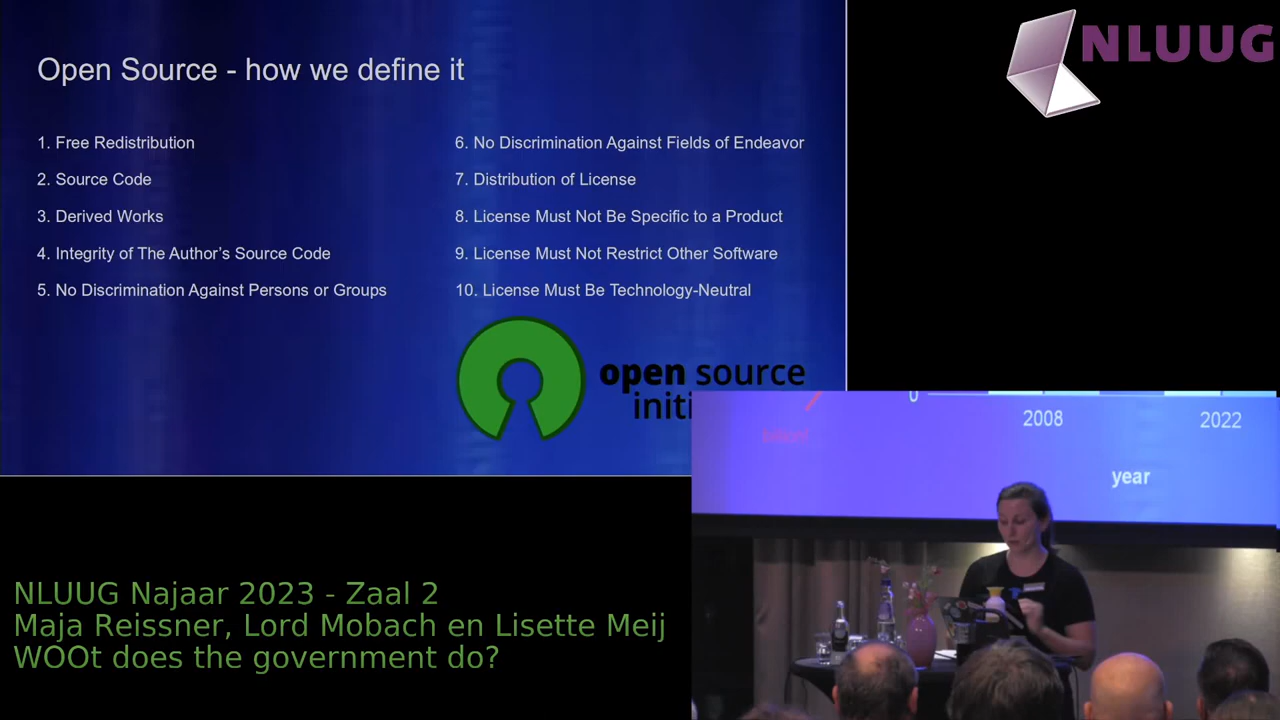 Open Source - how we define it
1. Free Redistribution
2. Source Code
3. Derived Works
4. Integrity of The Author's Source Code
5. No Discrimination Against Persons or Groups
6. No Discrimination Against Fields of Endeavor
7. Distribution of License
8. License Must Not Be Specific to a Product
9. License Must Not Restrict Other Software
10. License Must Be Technology-Neutral
open source
initi
NLUUG
0
2008
2022
year
NLUUG Najaar 2023 - Zaal 2
Maja Reissner, Lord Mobach en Lisette Meij
WOOt does the government do?